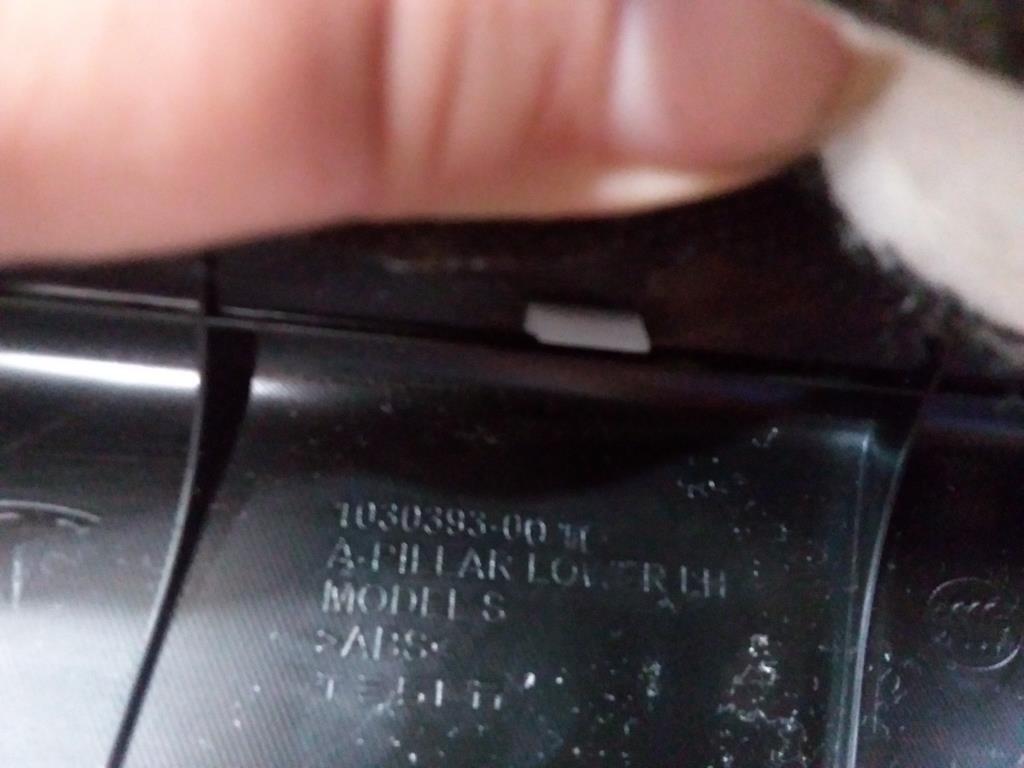 1030393-00
A-PILLAR LOWER LH
MODEL S
>ABS<